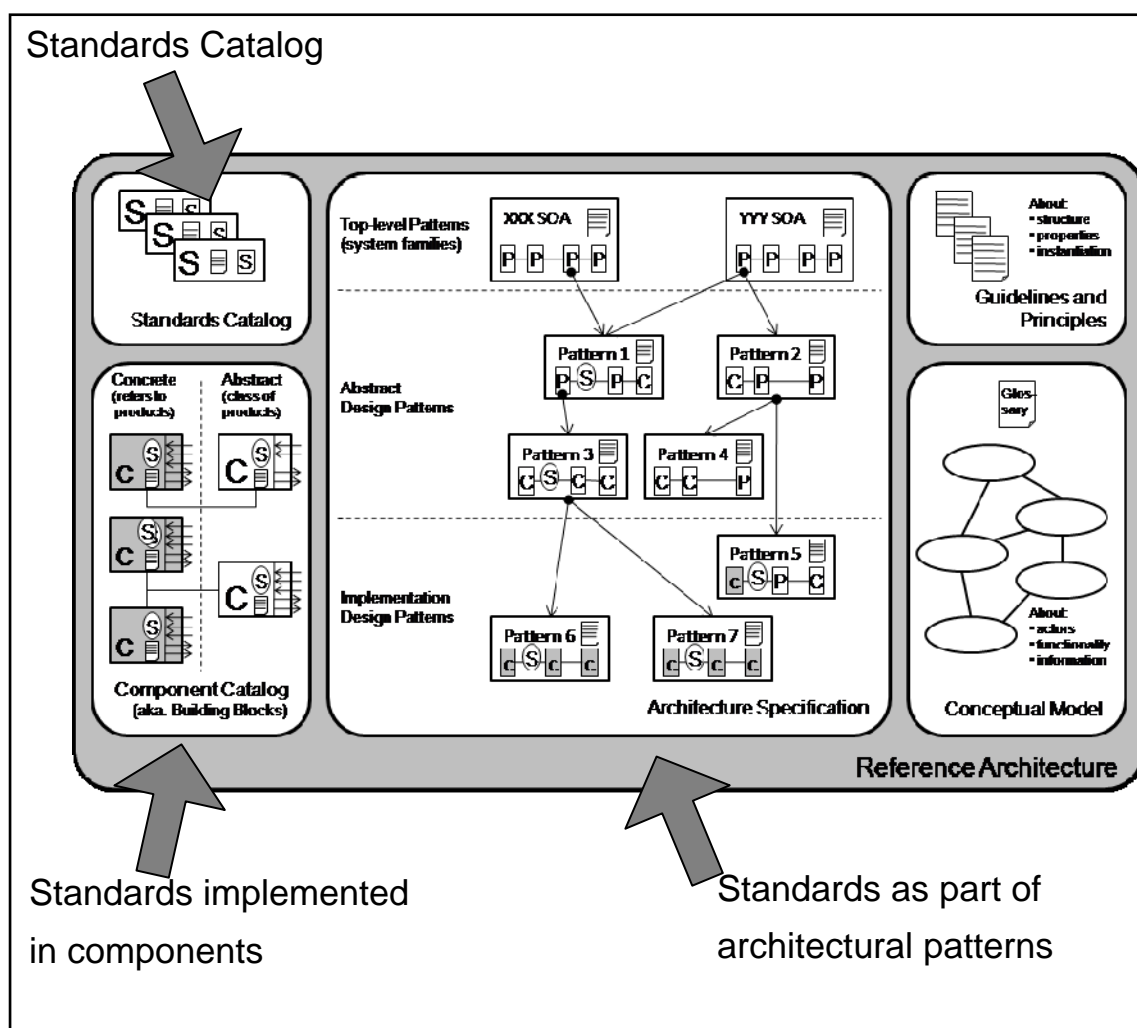 Standards Catalog
S S
S S
S S
Standards Catalog
Concrete
(refers to
products)
Abstract
(class of
products)
S
C
S
C
S
C
S
C
S
C
Component Catalog
(aka. Building Blocks)
Top-level Patterns
(system families)
XXX SOA
P P P P
YYY SOA
P P P P
Abstract
Design Patterns
Pattern 1
P S P C
Pattern 2
C P P
Pattern 3
C S C C
Pattern 4
C C P
Implementation
Design Patterns
Pattern 5
c S P C
Pattern 6
c S c c
Pattern 7
c S c c
Architecture Specification
About:
▪ structure
▪ properties
▪ instantiation
Guidelines and
Principles
Glos-
sary
About:
▪ actors
▪ functionality
▪ information
Conceptual Model
Reference Architecture
Standards implemented
in components
Standards as part of
architectural patterns